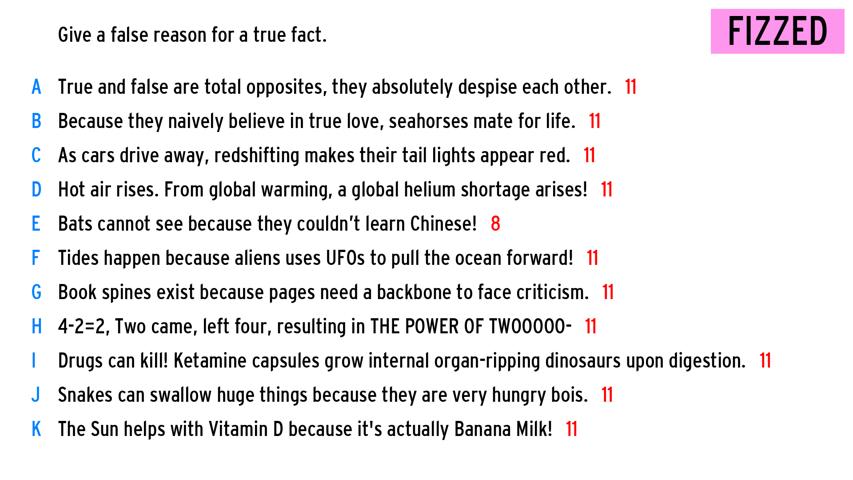 Give a false reason for a true fact.
FIZZED
A True and false are total opposites, they absolutely despise each other. 11
B Because they naively believe in true love, seahorses mate for life. 11
C As cars drive away, redshifting makes their tail lights appear red. 11
D Hot air rises. From global warming, a global helium shortage arises! 11
E Bats cannot see because they couldn't learn Chinese! 8
F Tides happen because aliens uses UFOs to pull the ocean forward! 11
G Book spines exist because pages need a backbone to face criticism. 11
H 4-2=2, Two came, left four, resulting in THE POWER OF TWOOOOO- 11
I Drugs can kill! Ketamine capsules grow internal organ-ripping dinosaurs upon digestion. 11
J Snakes can swallow huge things because they are very hungry bois. 11
K The Sun helps with Vitamin D because it's actually Banana Milk! 11